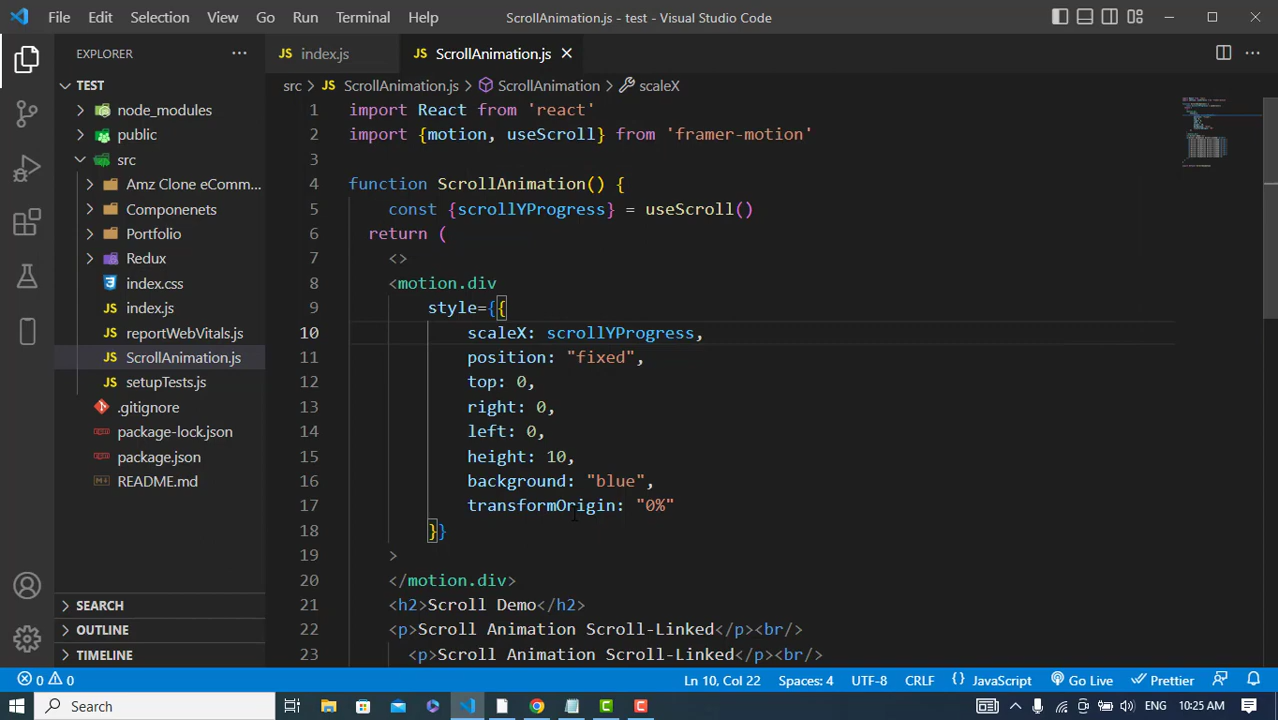 File Edit Selection View Go Run Terminal Help ScrollAnimation.js - test - Visual Studio Code
EXPLORER
TEST
node_modules
public
src
Amz Clone eComm...
Componenets
Portfolio
Redux
index.css
index.js
reportWebVitals.js
ScrollAnimation.js
setupTests.js
.gitignore
package-lock.json
package.json
README.md
SEARCH
OUTLINE
TIMELINE
JS index.js JS ScrollAnimation.js
src > JS ScrollAnimation.js > ScrollAnimation > scaleX
1 import React from 'react'
2 import {motion, useScroll} from 'framer-motion'
3
4 function ScrollAnimation() {
5 const {scrollYProgress} = useScroll()
6 return (
7 <>
8 <motion.div
9 style={{
10 scaleX: scrollYProgress,
11 position: "fixed",
12 top: 0,
13 right: 0,
14 left: 0,
15 height: 10,
16 background: "blue",
17 transformOrigin: "0%"
18 }}
19 >
20 </motion.div>
21 <h2>Scroll Demo</h2>
22 <p>Scroll Animation Scroll-Linked</p><br/>
23 <p>Scroll Animation Scroll-Linked</p><br/>
0 0 Ln 10, Col 22 Spaces: 4 UTF-8 CRLF {} JavaScript Go Live Prettier
Search ENG 10:25 AM